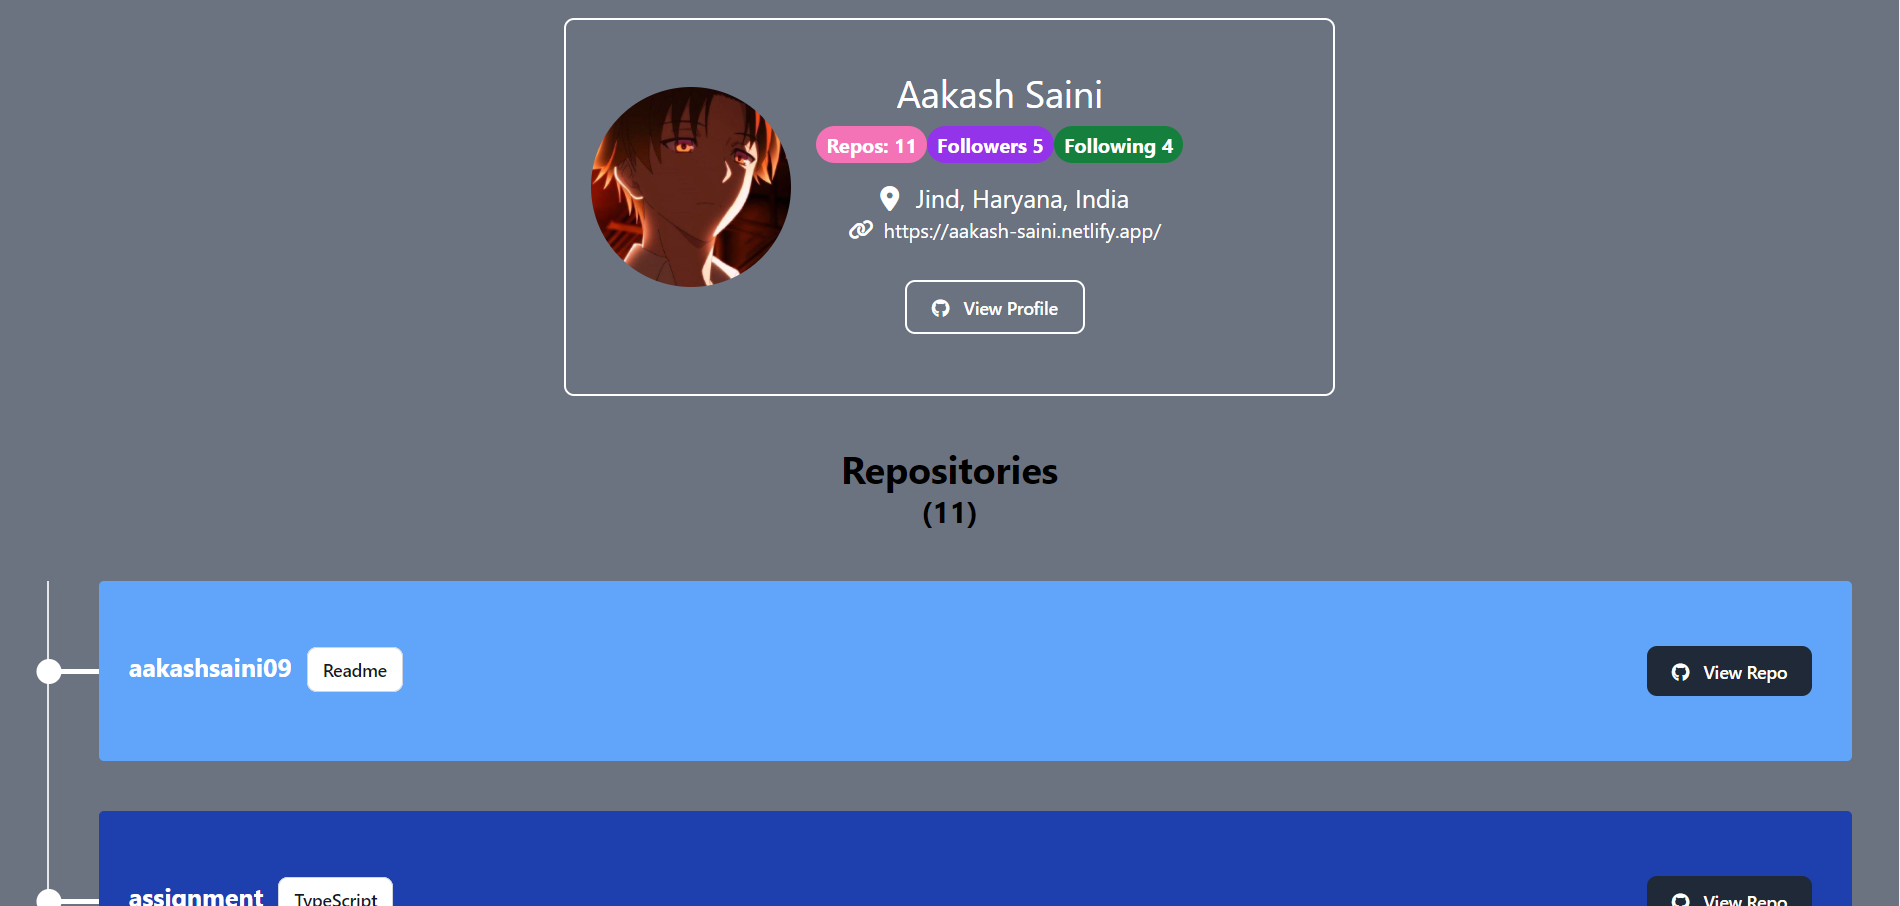 Aakash Saini
Repos: 11 Followers 5 Following 4
Jind, Haryana, India
https://aakash-saini.netlify.app/
View Profile
Repositories
(11)
aakashsaini09 Readme View Repo
assignment TypeScript View Repo